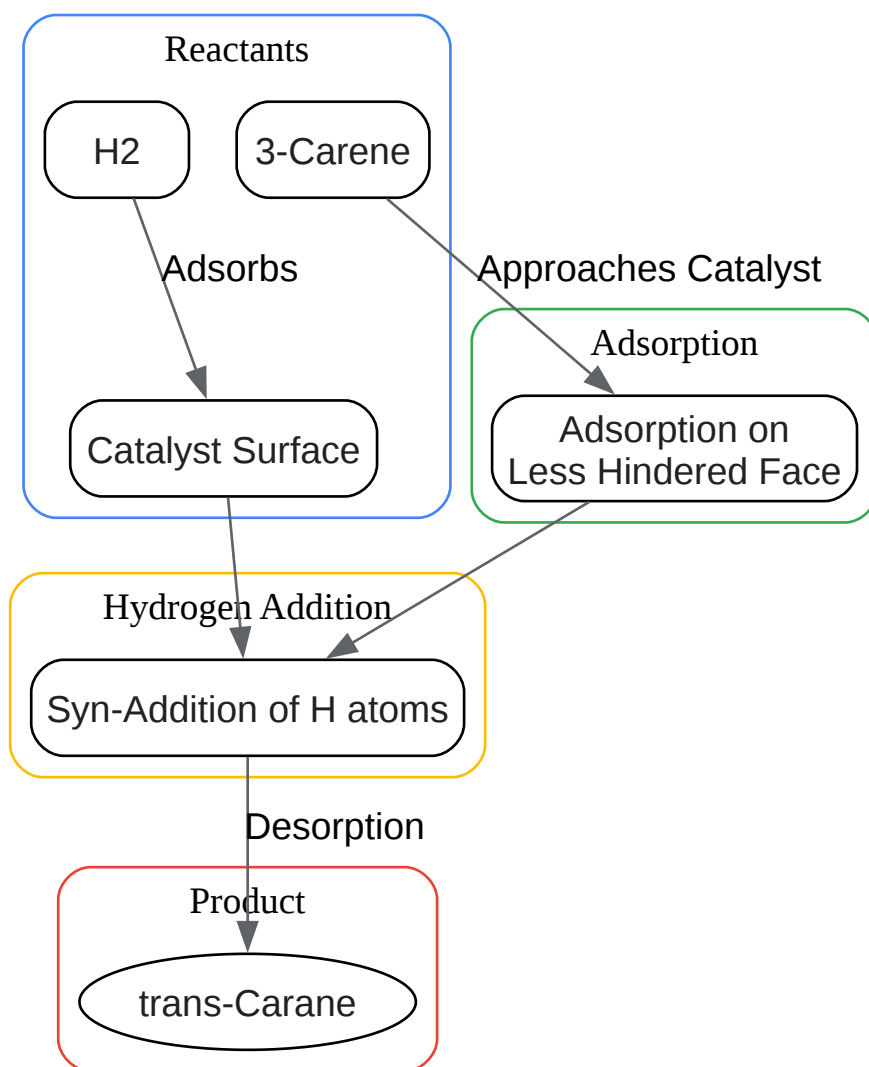 Reactants
H2
3-Carene
Adsorbs
Approaches Catalyst
Adsorption
Catalyst Surface
Adsorption on
Less Hindered Face
Hydrogen Addition
Syn-Addition of H atoms
Desorption
Product
trans-Carane